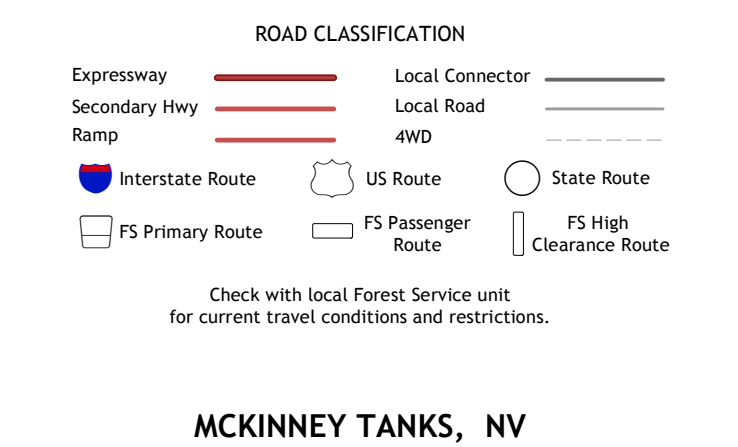 ROAD CLASSIFICATION
Expressway
Local Connector
Secondary Hwy
Local Road
Ramp
4WD
Interstate Route
US Route
State Route
FS Primary Route
FS Passenger
Route
FS High
Clearance Route
Check with local Forest Service unit
for current travel conditions and restrictions.
MCKINNEY TANKS, NV